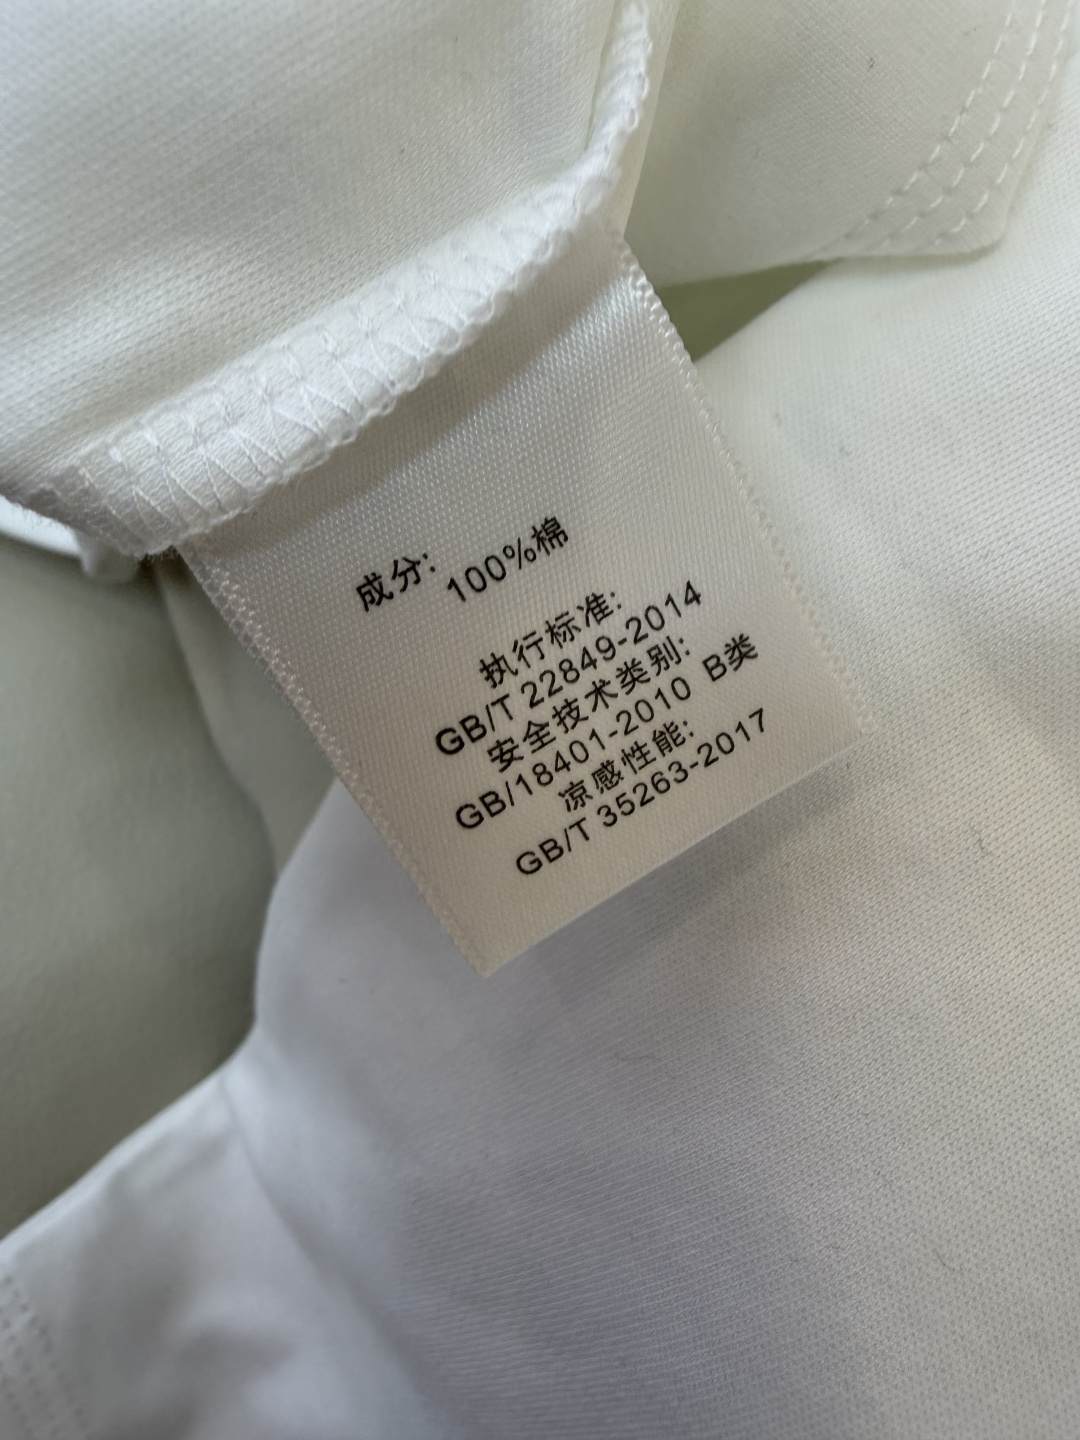 成分: 100%棉
执行标准:
GB/T 22849-2014
安全技术类别:
GB/18401-2010 B类
凉感性能:
GB/T 35263-2017